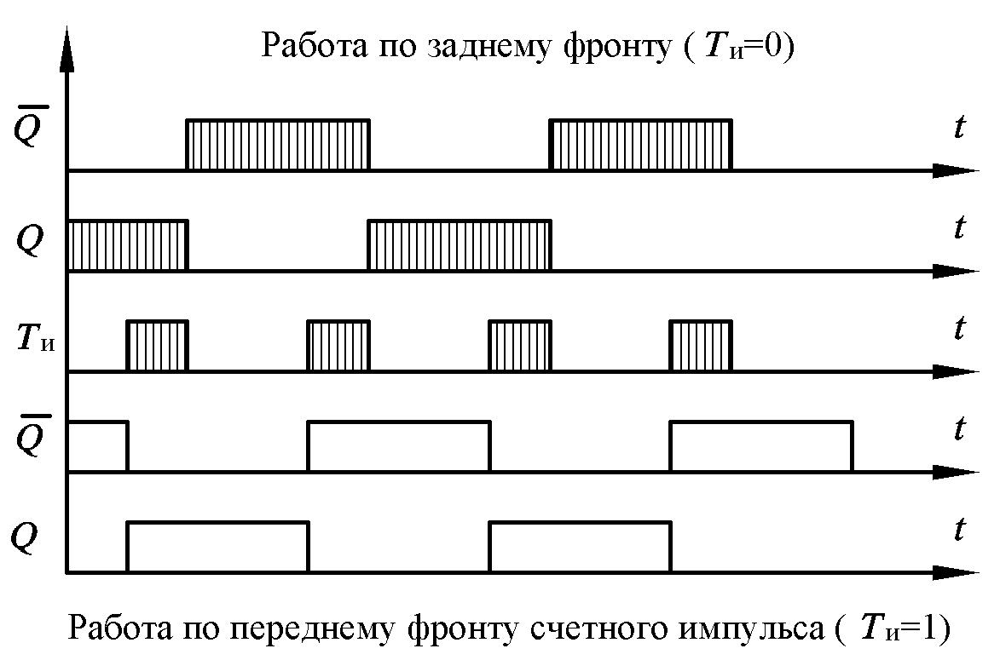 Работа по заднему фронту ( Tи=0)
Q̅ t
Q t
Tи t
Q̅ t
Q t
Работа по переднему фронту счетного импульса ( Tи=1)